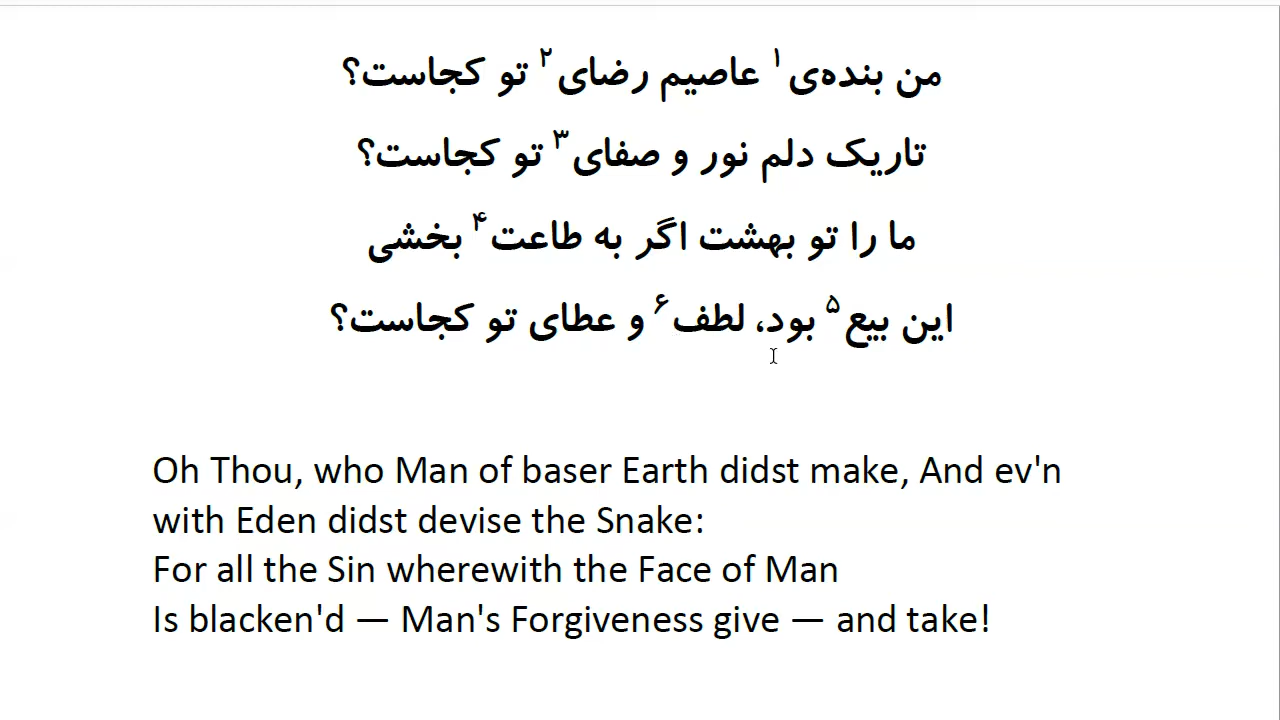 من بنده‌ی۱ عاصیم رضای۲ تو کجاست؟
تاریک دلم نور و صفای۳ تو کجاست؟
ما را تو بهشت اگر به طاعت۴ بخشی
این بیع۵ بود، لطف۶ و عطای تو کجاست؟
Oh Thou, who Man of baser Earth didst make, And ev'n
with Eden didst devise the Snake:
For all the Sin wherewith the Face of Man
Is blacken'd — Man's Forgiveness give — and take!